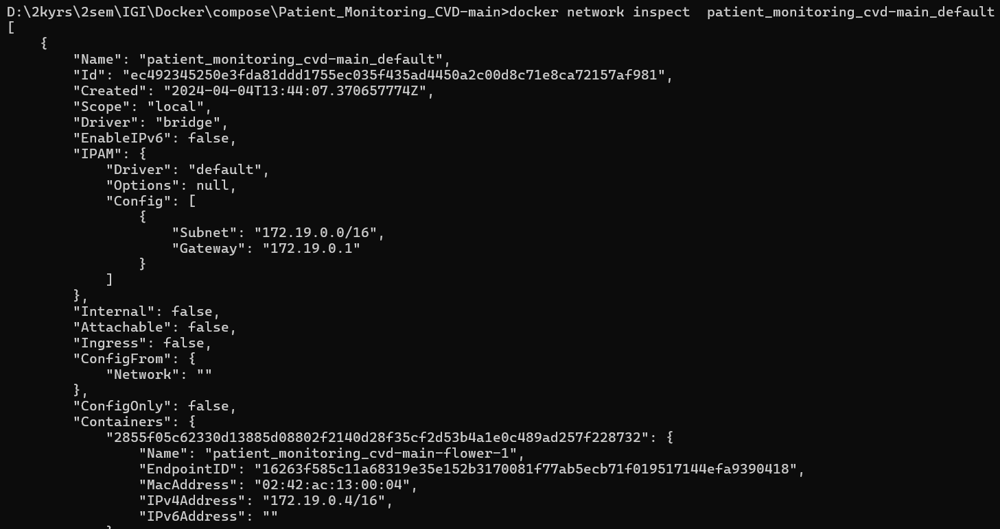 D:\2kyrs\2sem\IGI\Docker\compose\Patient_Monitoring_CVD-main>docker network inspect  patient_monitoring_cvd-main_default
[
    {
        "Name": "patient_monitoring_cvd-main_default",
        "Id": "ec492345250e3fda81ddd1755ec035f435ad4450a2c00d8c71e8ca72157af981",
        "Created": "2024-04-04T13:44:07.370657774Z",
        "Scope": "local",
        "Driver": "bridge",
        "EnableIPv6": false,
        "IPAM": {
            "Driver": "default",
            "Options": null,
            "Config": [
                {
                    "Subnet": "172.19.0.0/16",
                    "Gateway": "172.19.0.1"
                }
            ]
        },
        "Internal": false,
        "Attachable": false,
        "Ingress": false,
        "ConfigFrom": {
            "Network": ""
        },
        "ConfigOnly": false,
        "Containers": {
            "2855f05c62330d13885d08802f2140d28f35cf2d53b4a1e0c489ad257f228732": {
                "Name": "patient_monitoring_cvd-main-flower-1",
                "EndpointID": "16263f585c11a68319e35e152b3170081f77ab5ecb71f019517144efa9390418",
                "MacAddress": "02:42:ac:13:00:04",
                "IPv4Address": "172.19.0.4/16",
                "IPv6Address": ""